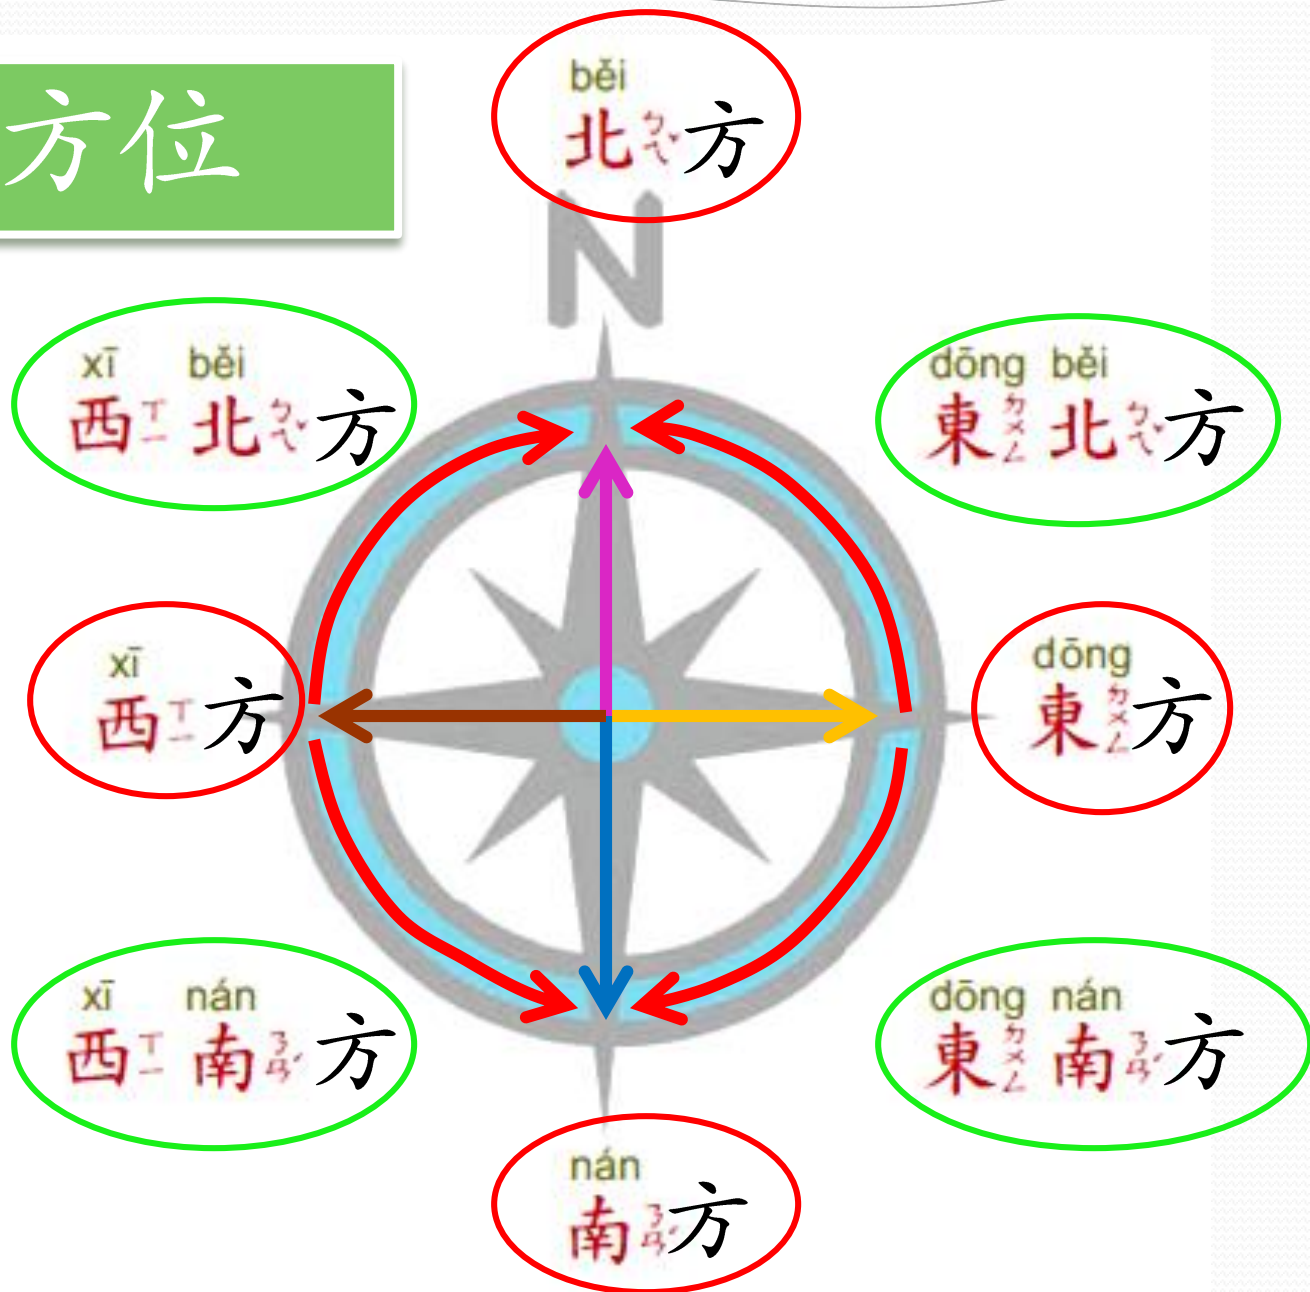 方位
běi
北ㄅㄟˇ方
N
xī běi
西ㄒㄧ 北ㄅㄟˇ方
dōng běi
東ㄉㄨㄥ 北ㄅㄟˇ方
xī
西ㄒㄧ方
dōng
東ㄉㄨㄥ方
xī nán
西ㄒㄧ 南ㄋㄢˊ方
dōng nán
東ㄉㄨㄥ 南ㄋㄢˊ方
nán
南ㄋㄢˊ方